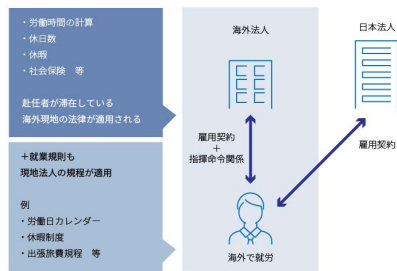 ・労働時間の計算
・休日数
・休暇
・社会保険　等
赴任者が滞在している
海外現地の法律が適用される
＋就業規則も
現地法人の規程が適用
例
・労働日カレンダー
・休暇制度
・出張旅費規程　等
海外法人
雇用契約
＋
指揮命令関係
海外で就労
日本法人
雇用契約